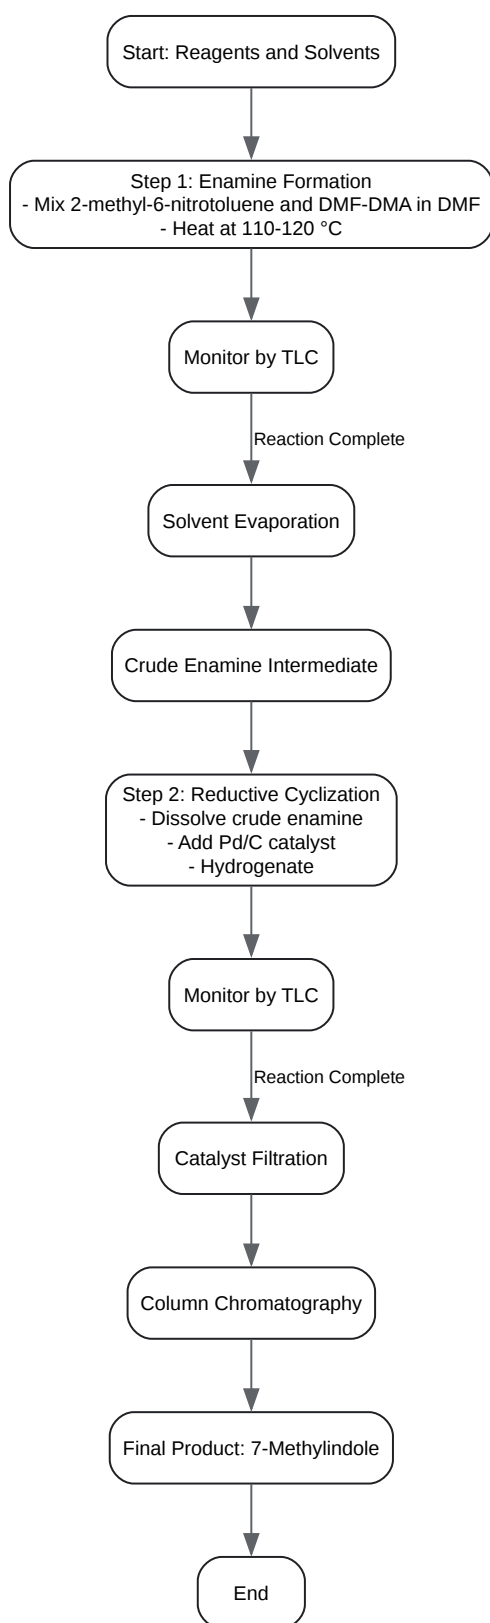 Start: Reagents and Solvents
Step 1: Enamine Formation
- Mix 2-methyl-6-nitrotoluene and DMF-DMA in DMF
- Heat at 110-120 °C
Monitor by TLC
Reaction Complete
Solvent Evaporation
Crude Enamine Intermediate
Step 2: Reductive Cyclization
- Dissolve crude enamine
- Add Pd/C catalyst
- Hydrogenate
Monitor by TLC
Reaction Complete
Catalyst Filtration
Column Chromatography
Final Product: 7-Methylindole
End